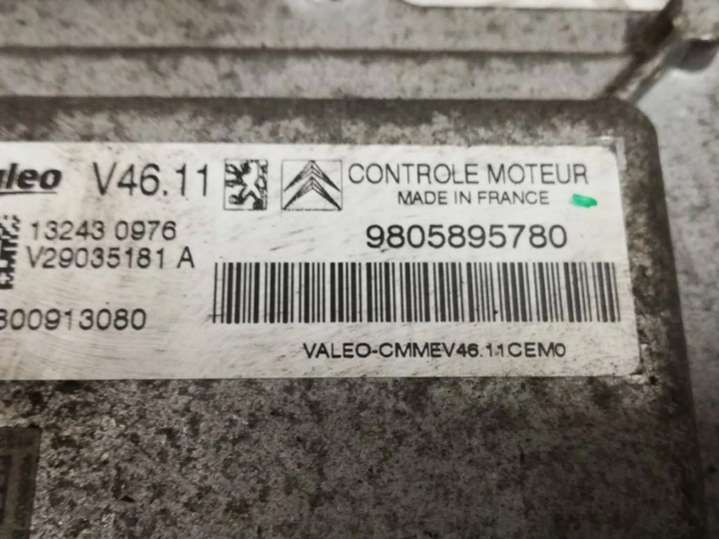 V46.11 CONTROLE MOTEUR
MADE IN FRANCE
13243 0976 9805895780
V29035181 A
VALEO-CMMEV46.11CEM0